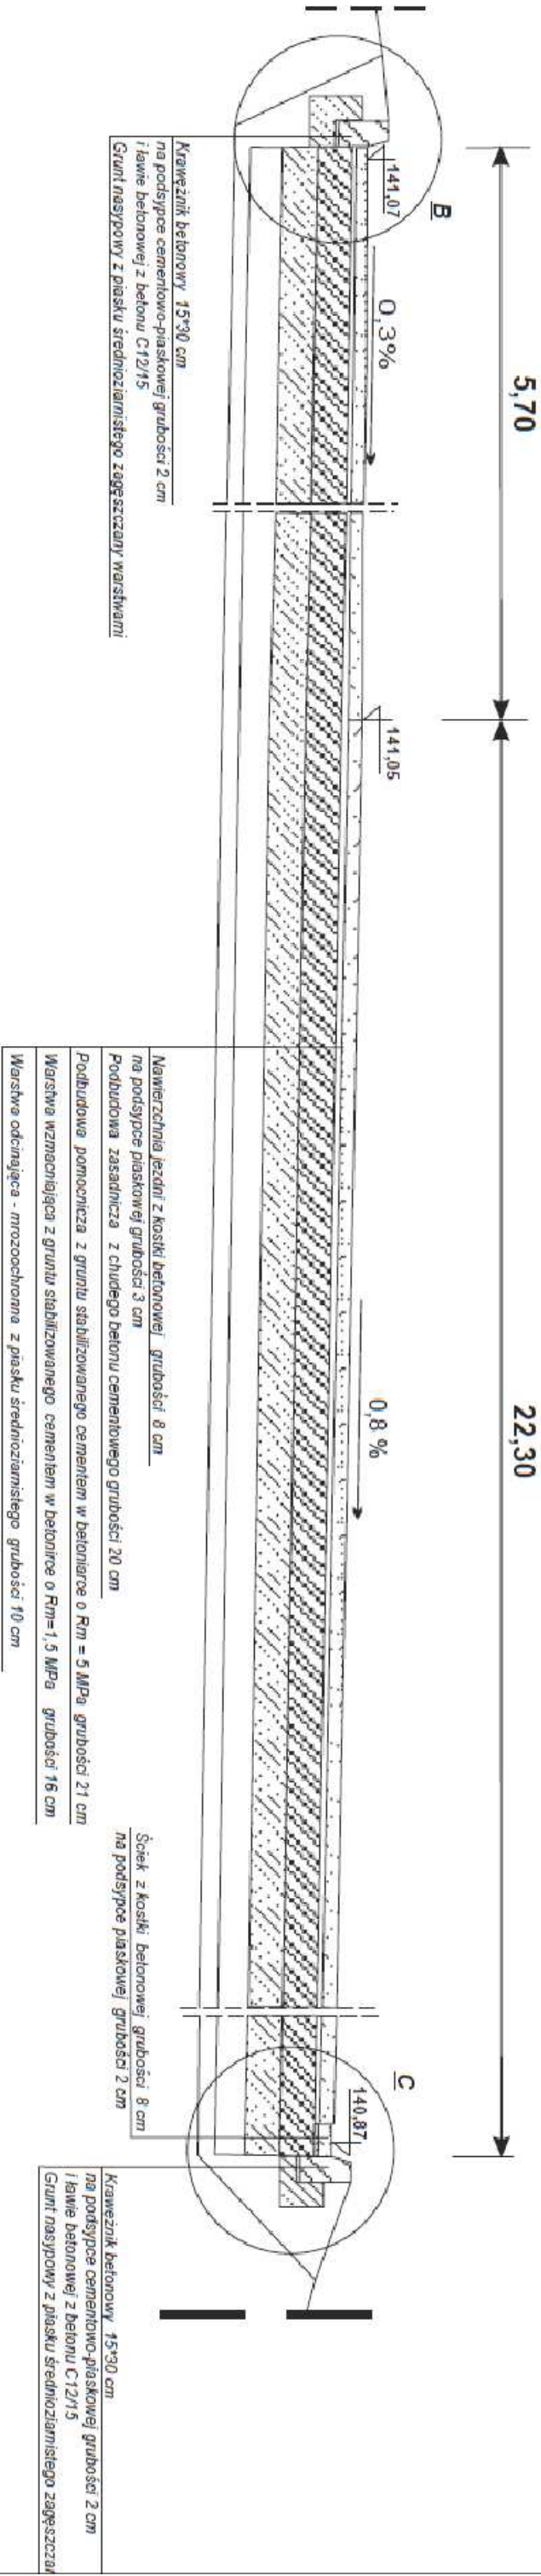 5,70
22,30
B
141,07
0,3%
141,05
0,8 %
C
140,87
Krawężnik betonowy 15*30 cm
na podsypce cementowo-piaskowej grubości 2 cm
i ławie betonowej z betonu C12/15
Grunt nasypowy z piasku średnioziarnistego zagęszczany warstwami
Nawierzchnia jezdni z kostki betonowej grubości 8 cm
na podsypce piaskowej grubości 3 cm
Podbudowa zasadnicza z chudego betonu cementowego grubości 20 cm
Podbudowa pomocnicza z gruntu stabilizowanego cementem w betoniarce o Rm = 5 MPa grubości 21 cm
Warstwa wzmacniająca z gruntu stabilizowanego cementem w betonirce o Rm=1,5 MPa grubości 16 cm
Warstwa odcinająca - mrozoochronna z piasku średnioziarnistego grubości 10 cm
Ściek z kostki betonowej grubości 8 cm
na podsypce piaskowej grubości 2 cm
Krawężnik betonowy 15*30 cm
na podsypce cementowo-piaskowej grubości 2 cm
i ławie betonowej z betonu C12/15
Grunt nasypowy z piasku średnioziarnistego zagęszczan